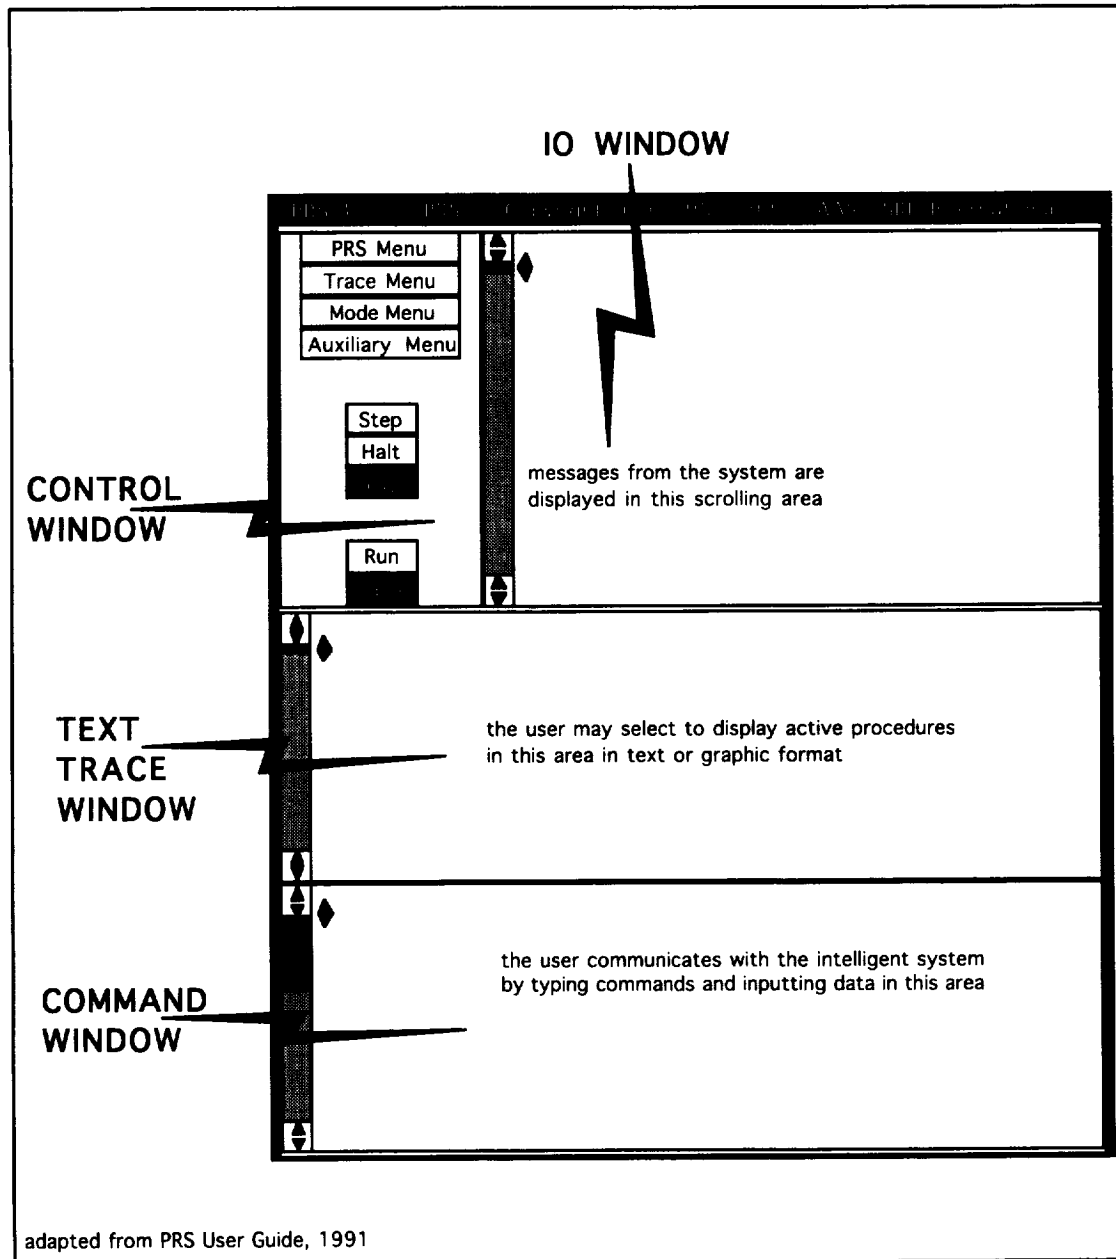 IO WINDOW
PRS Menu
Trace Menu
Mode Menu
Auxiliary Menu
Step
Halt
Run
messages from the system are
displayed in this scrolling area
CONTROL
WINDOW
TEXT
TRACE
WINDOW
the user may select to display active procedures
in this area in text or graphic format
COMMAND
WINDOW
the user communicates with the intelligent system
by typing commands and inputting data in this area
adapted from PRS User Guide, 1991